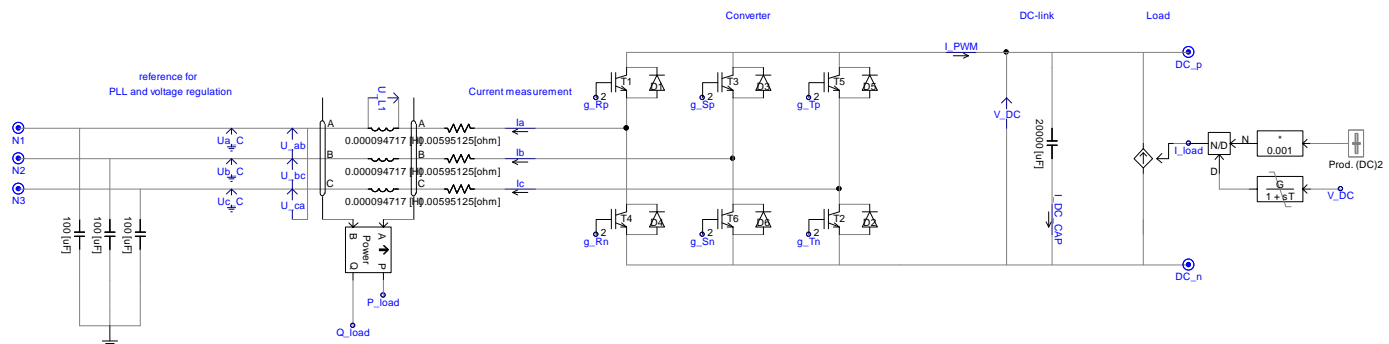 Converter
DC-link
Load
reference for
PLL and voltage regulation
U_L1
Current measurement
I_PWM
DC_p
T1
D1
T3
D3
T5
D5
g_Rp
2
g_Sp
2
g_Tp
2
V_DC
20000 [uF]
N1
Ua_C
U_ab
A
A
Ia
0.000094717 [H]
0.00595125[ohm]
N2
Ub_C
U_bc
B
B
Ib
0.000094717 [H]
0.00595125[ohm]
N3
Uc_C
U_ca
C
C
Ic
0.000094717 [H]
0.00595125[ohm]
I_load
N/D
N
D
*
0.001
Prod. (DC)2
G
1 + sT
V_DC
100 [uF]
100 [uF]
100 [uF]
T4
D4
T6
D6
T2
D2
g_Rn
2
g_Sn
2
g_Tn
2
I_DC_CAP
B
A
Power
Q
P
P_load
Q_load
DC_n